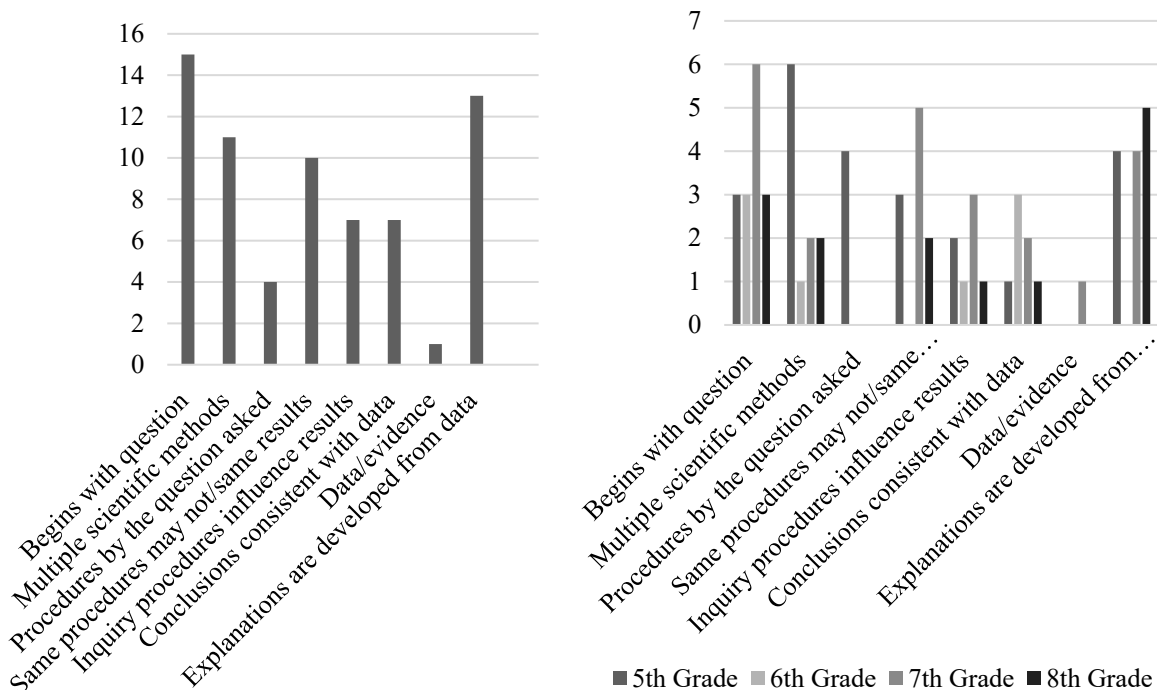 16
14
12
10
8
6
4
2
0
Begins with question
Multiple scientific methods
Procedures by the question asked
Same procedures may not/same results
Inquiry procedures influence results
Conclusions consistent with data
Data/evidence
Explanations are developed from data
7
6
5
4
3
2
1
0
Begins with question
Multiple scientific methods
Procedures by the question asked
Same procedures may not/same…
Inquiry procedures influence results
Conclusions consistent with data
Data/evidence
Explanations are developed from…
5th Grade 6th Grade 7th Grade 8th Grade